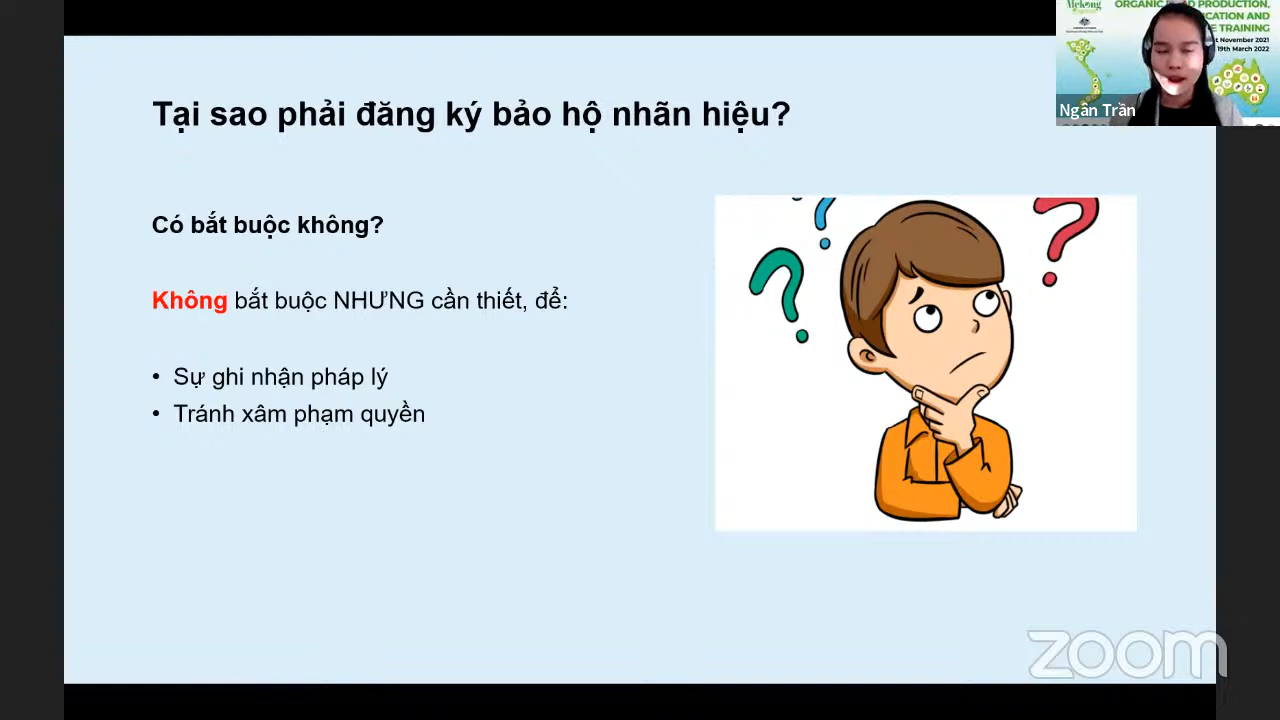 Mekong
ORGANIC
PRODUCTION,
CATION AND
TRAINING
November 2021
19th March 2022
Ngân Trần
Tại sao phải đăng ký bảo hộ nhãn hiệu?
Có bắt buộc không?
Không bắt buộc NHƯNG cần thiết, để:
• Sự ghi nhận pháp lý
• Tránh xâm phạm quyền
zoom